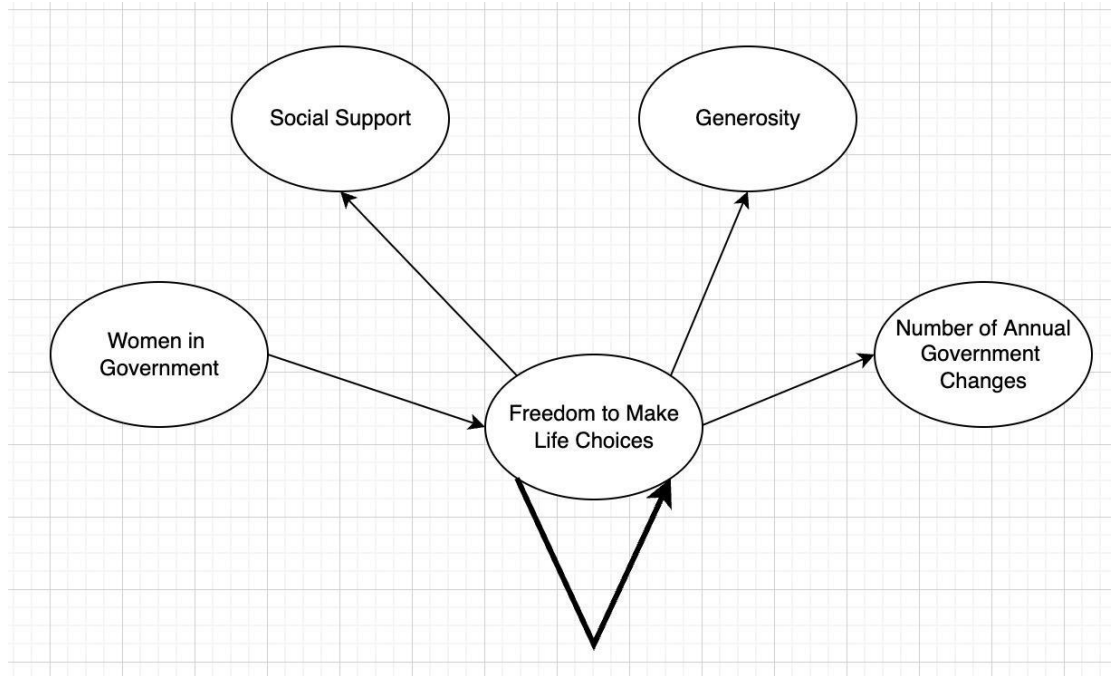 Social Support
Generosity
Women in
Government
Number of Annual
Government
Changes
Freedom to Make
Life Choices